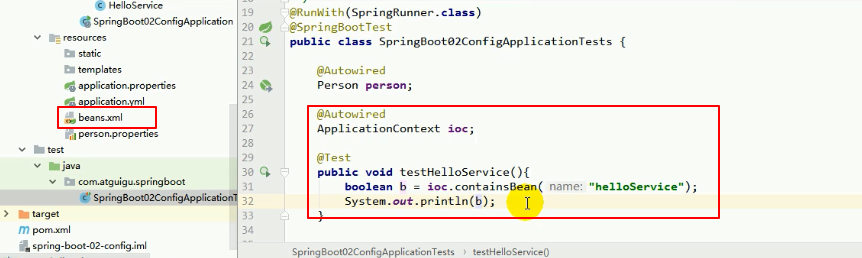 HelloService
SpringBoot02ConfigApplication
resources
static
templates
application.properties
application.yml
beans.xml
person.properties
test
java
com.atguigu.springboot
SpringBoot02ConfigApplicationT
target
pom.xml
spring-boot-02-config.iml
19 @RunWith(SpringRunner.class)
20 @SpringBootTest
21 public class SpringBoot02ConfigApplicationTests {
22
23 @Autowired
24 Person person;
25
26 @Autowired
27 ApplicationContext ioc;
28
29 @Test
30 public void testHelloService(){
31 boolean b = ioc.containsBean( name: "helloService");
32 System.out.println(b);
33 }
34
SpringBoot02ConfigApplicationTests > testHelloService()